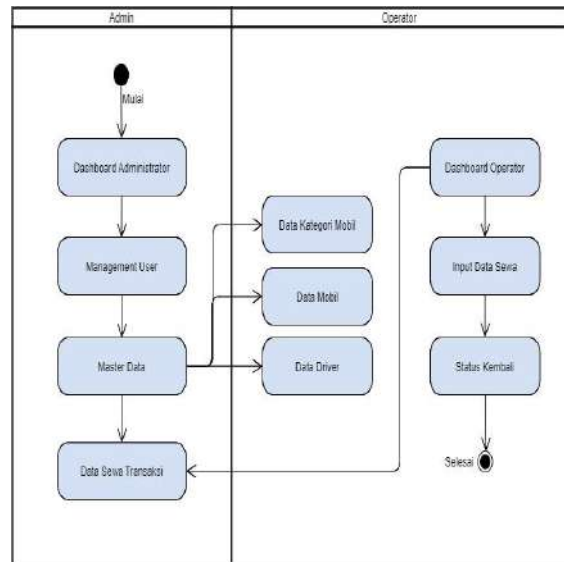 Admin
Operator
Mulai
Dashboard Administrator
Dashboard Operator
Data Kategori Mobil
Management User
Input Data Sewa
Data Mobil
Master Data
Data Driver
Status Kembali
Data Sewa Transaksi
Selesai